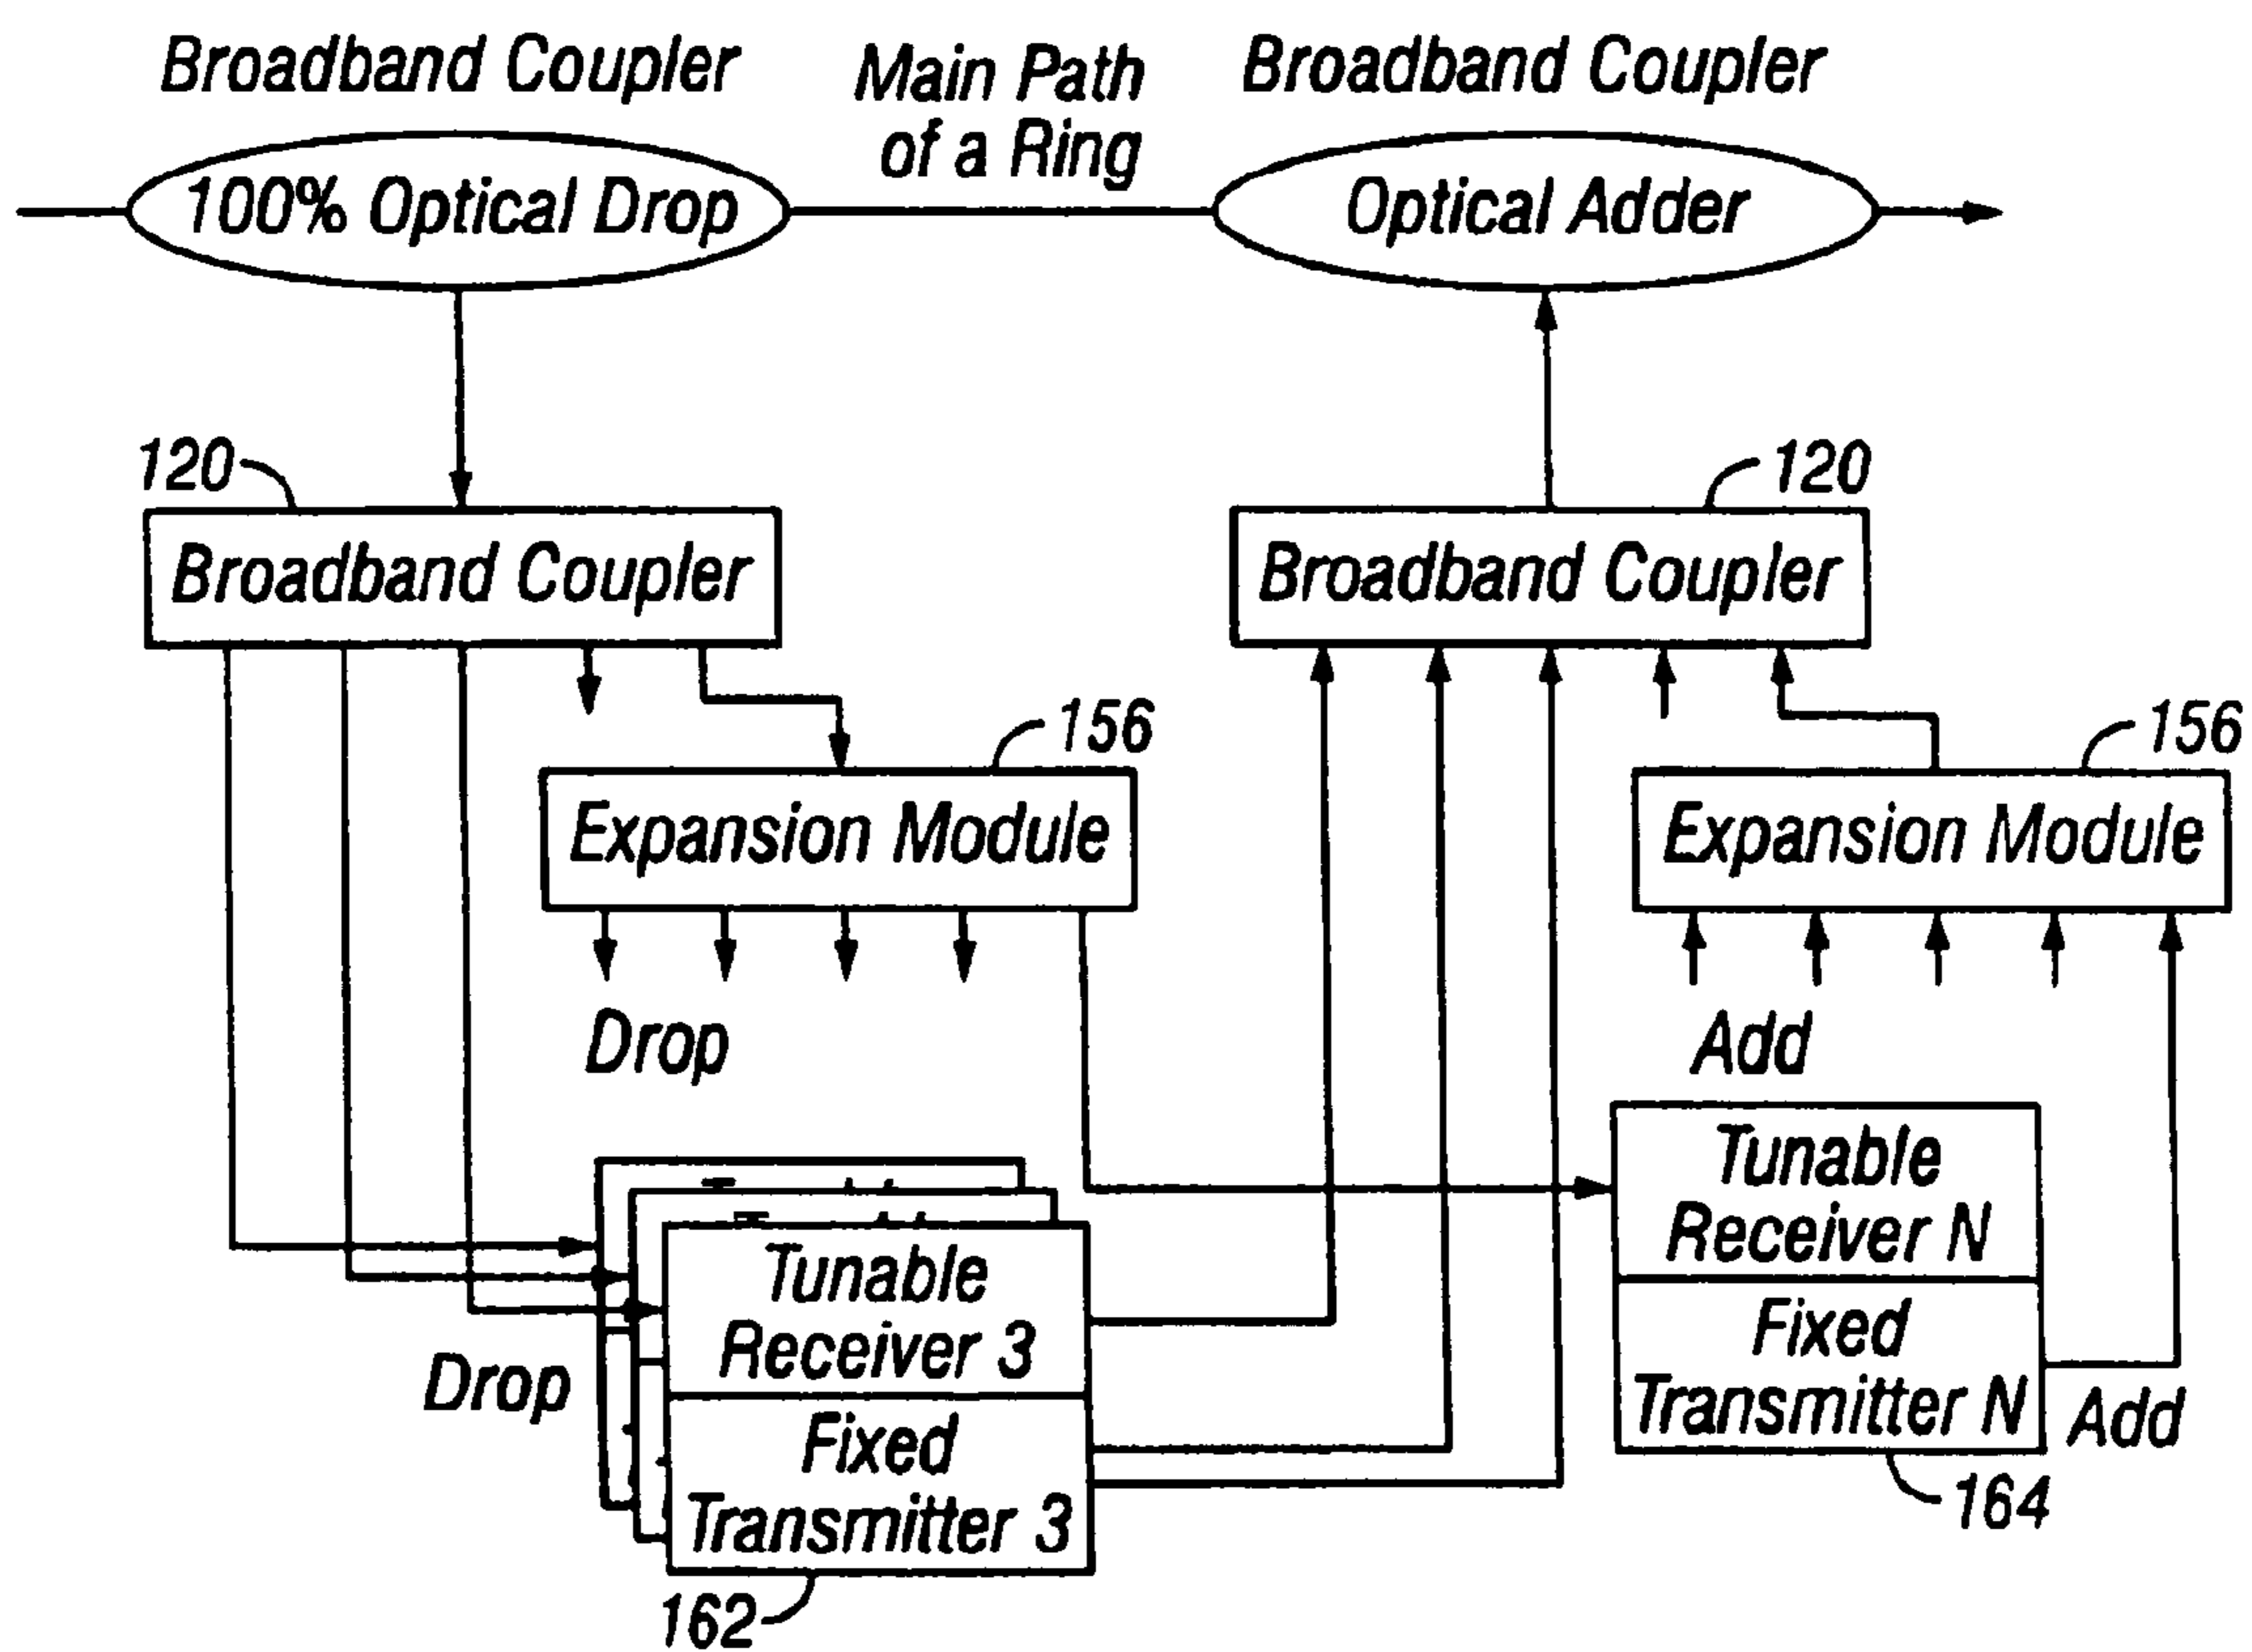 Broadband Coupler
Main Path
of a Ring
Broadband Coupler
100% Optical Drop
Optical Adder
120
Broadband Coupler
120
Broadband Coupler
156
Expansion Module
156
Expansion Module
Drop
Add
Tunable
Receiver N
Fixed
Transmitter N
Add
164
Tunable
Receiver 3
Fixed
Transmitter 3
Drop
162